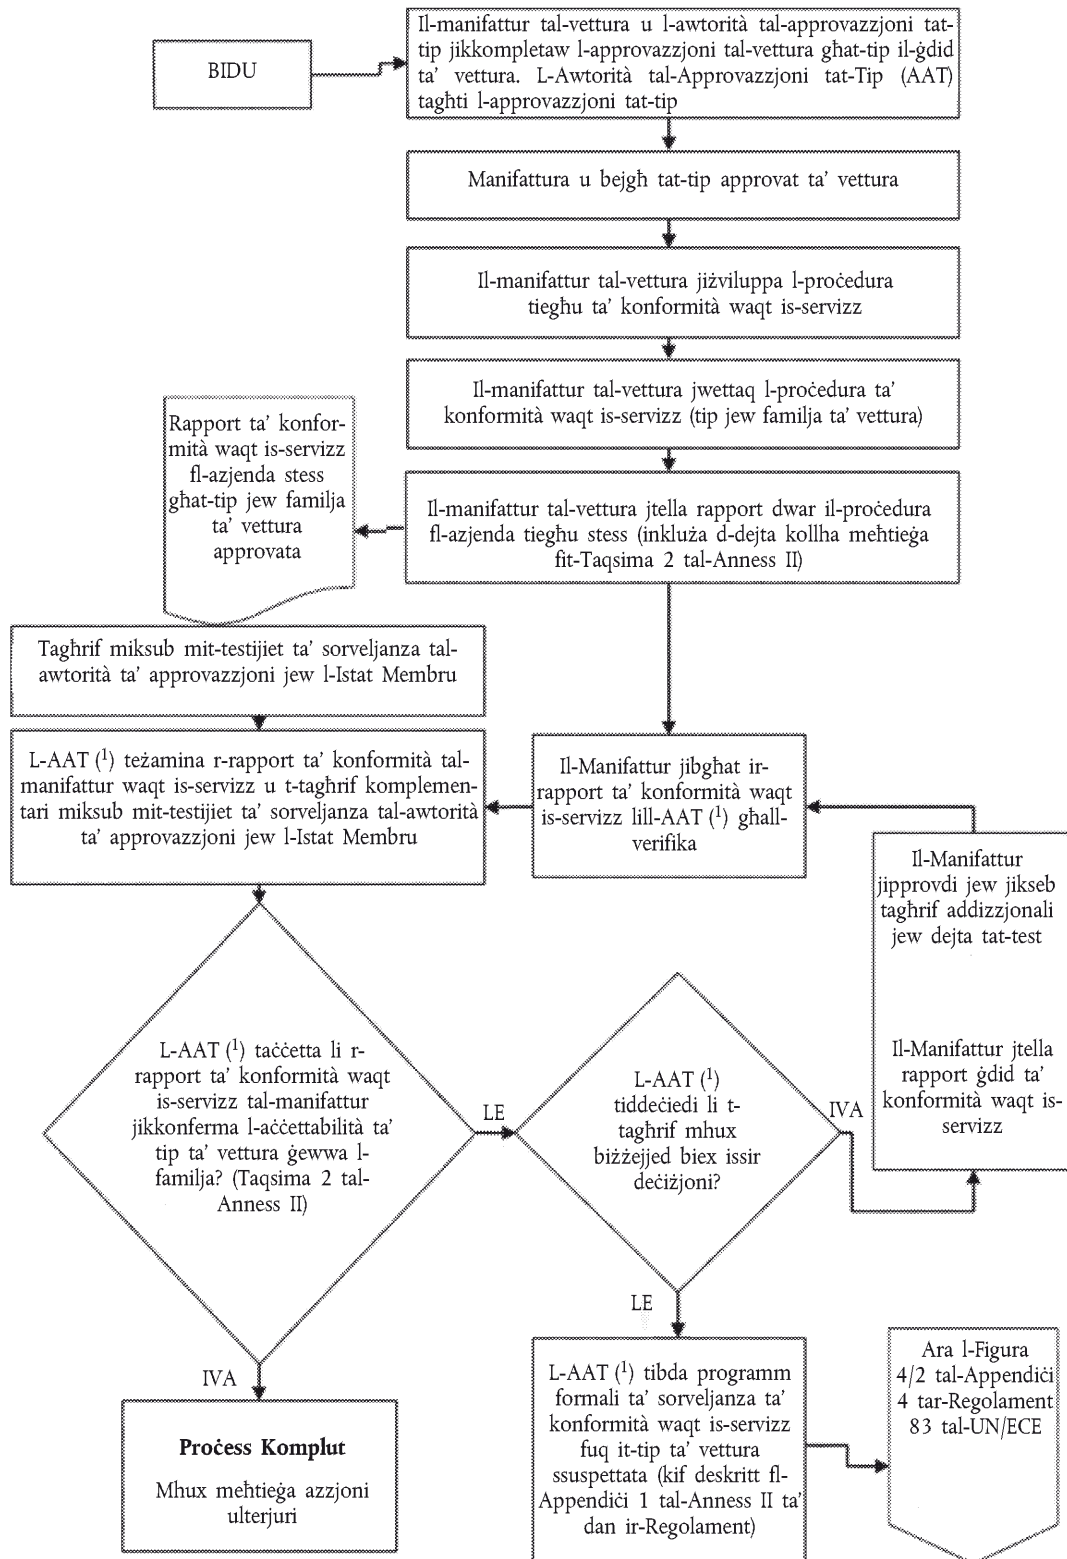 BIDU
Il-manifattur tal-vettura u l-awtorità tal-approvazzjoni tat-
tip jikkompletaw l-approvazzjoni tal-vettura għat-tip il-ġdid
ta’ vettura. L-Awtorità tal-Approvazzjoni tat-Tip (AAT)
tagħti l-approvazzjoni tat-tip
Manifattura u bejgħ tat-tip approvat ta’ vettura
Il-manifattur tal-vettura jiżviluppa l-proċedura
tiegħu ta’ konformità waqt is-servizz
Il-manifattur tal-vettura jwettaq l-proċedura ta’
konformità waqt is-servizz (tip jew familja ta’ vettura)
Rapport ta’ konfor-
mità waqt is-servizz
fl-azjenda stess
għat-tip jew familja
ta’ vettura
approvata
Il-manifattur tal-vettura jtella rapport dwar il-proċedura
fl-azjenda tiegħu stess (inkluża d-dejta kollha meħtieġa
fit-Taqsima 2 tal-Anness II)
Tagħrif miksub mit-testijiet ta’ sorveljanza tal-
awtorità ta’ approvazzjoni jew l-Istat Membru
L-AAT (¹) teżamina r-rapport ta’ konformità tal-
manifattur waqt is-servizz u t-tagħrif komplemen-
tari miksub mit-testijiet ta’ sorveljanza tal-awtorità
ta’ approvazzjoni jew l-Istat Membru
Il-Manifattur jibgħat ir-
rapport ta’ konformità waqt
is-servizz lill-AAT (¹) għall-
verifika
Il-Manifattur
jipprovdi jew jikseb
tagħrif addizzjonali
jew dejta tat-test
Il-Manifattur jtella
rapport ġdid ta’
konformità waqt is-
servizz
L-AAT (¹) taċċetta li r-
rapport ta’ konformità waqt
is-servizz tal-manifattur
jikkonferma l-aċċettabilità ta’
tip ta’ vettura ġewwa l-
familja? (Taqsima 2 tal-
Anness II)
LE
L-AAT (¹)
tiddeċiedi li t-
tagħrif mhux
biżżejjed biex issir
deċiżjoni?
IVA
LE
IVA
Proċess Komplut
Mhux meħtieġa azzjoni
ulterjuri
L-AAT (¹) tibda programm
formali ta’ sorveljanza ta’
konformità waqt is-servizz
fuq it-tip ta’ vettura
ssuspettata (kif deskritt fl-
Appendiċi 1 tal-Anness II ta’
dan ir-Regolament)
Ara l-Figura
4/2 tal-Appendiċi
4 tar-Regolament
83 tal-UN/ECE